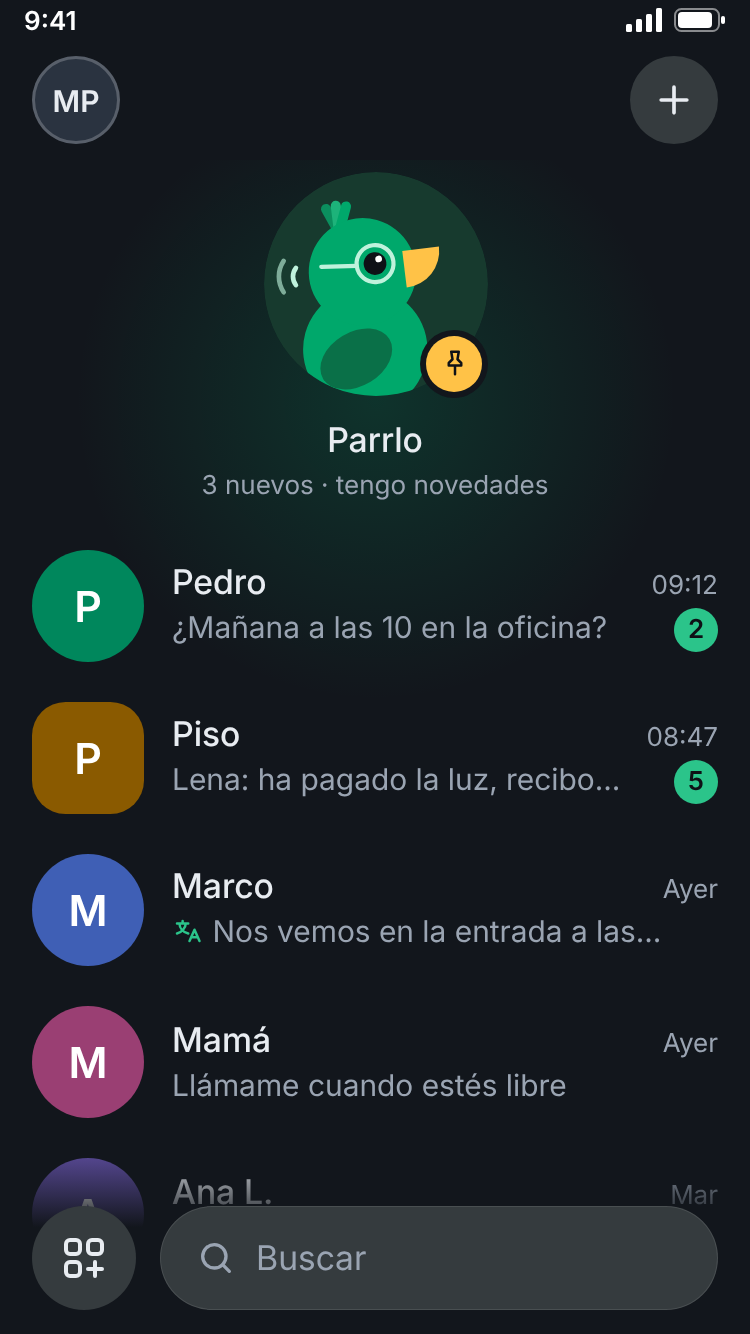 9:41
MP
Parrlo
3 nuevos · tengo novedades
P
Pedro
09:12
¿Mañana a las 10 en la oficina?
2
P
Piso
08:47
Lena: ha pagado la luz, recibo...
5
M
Marco
Ayer
Nos vemos en la entrada a las...
M
Mamá
Ayer
Llámame cuando estés libre
Ana L.
Mar
Buscar